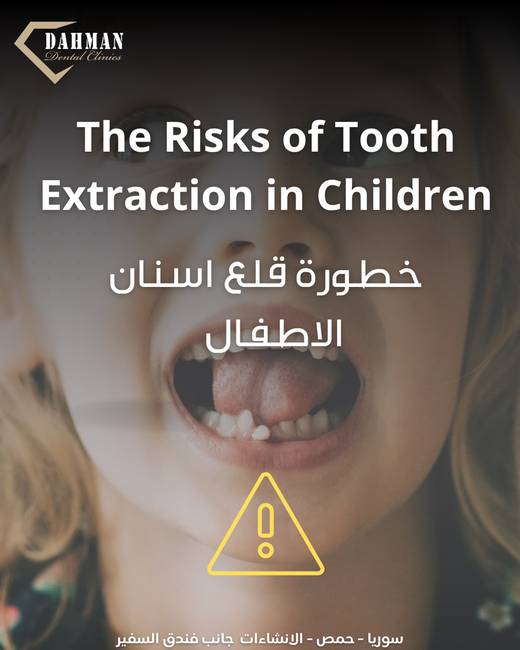 DAHMAN
Dental Clinics
The Risks of Tooth
Extraction in Children
خطورة قلع اسنان
الاطفال
سوريا - حمص - الانشاءات جانب فندق السفير